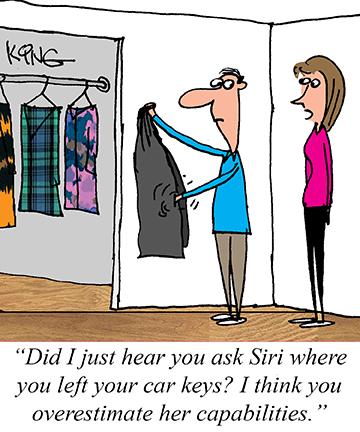 KING
“Did I just hear you ask Siri where
you left your car keys? I think you
overestimate her capabilities.”